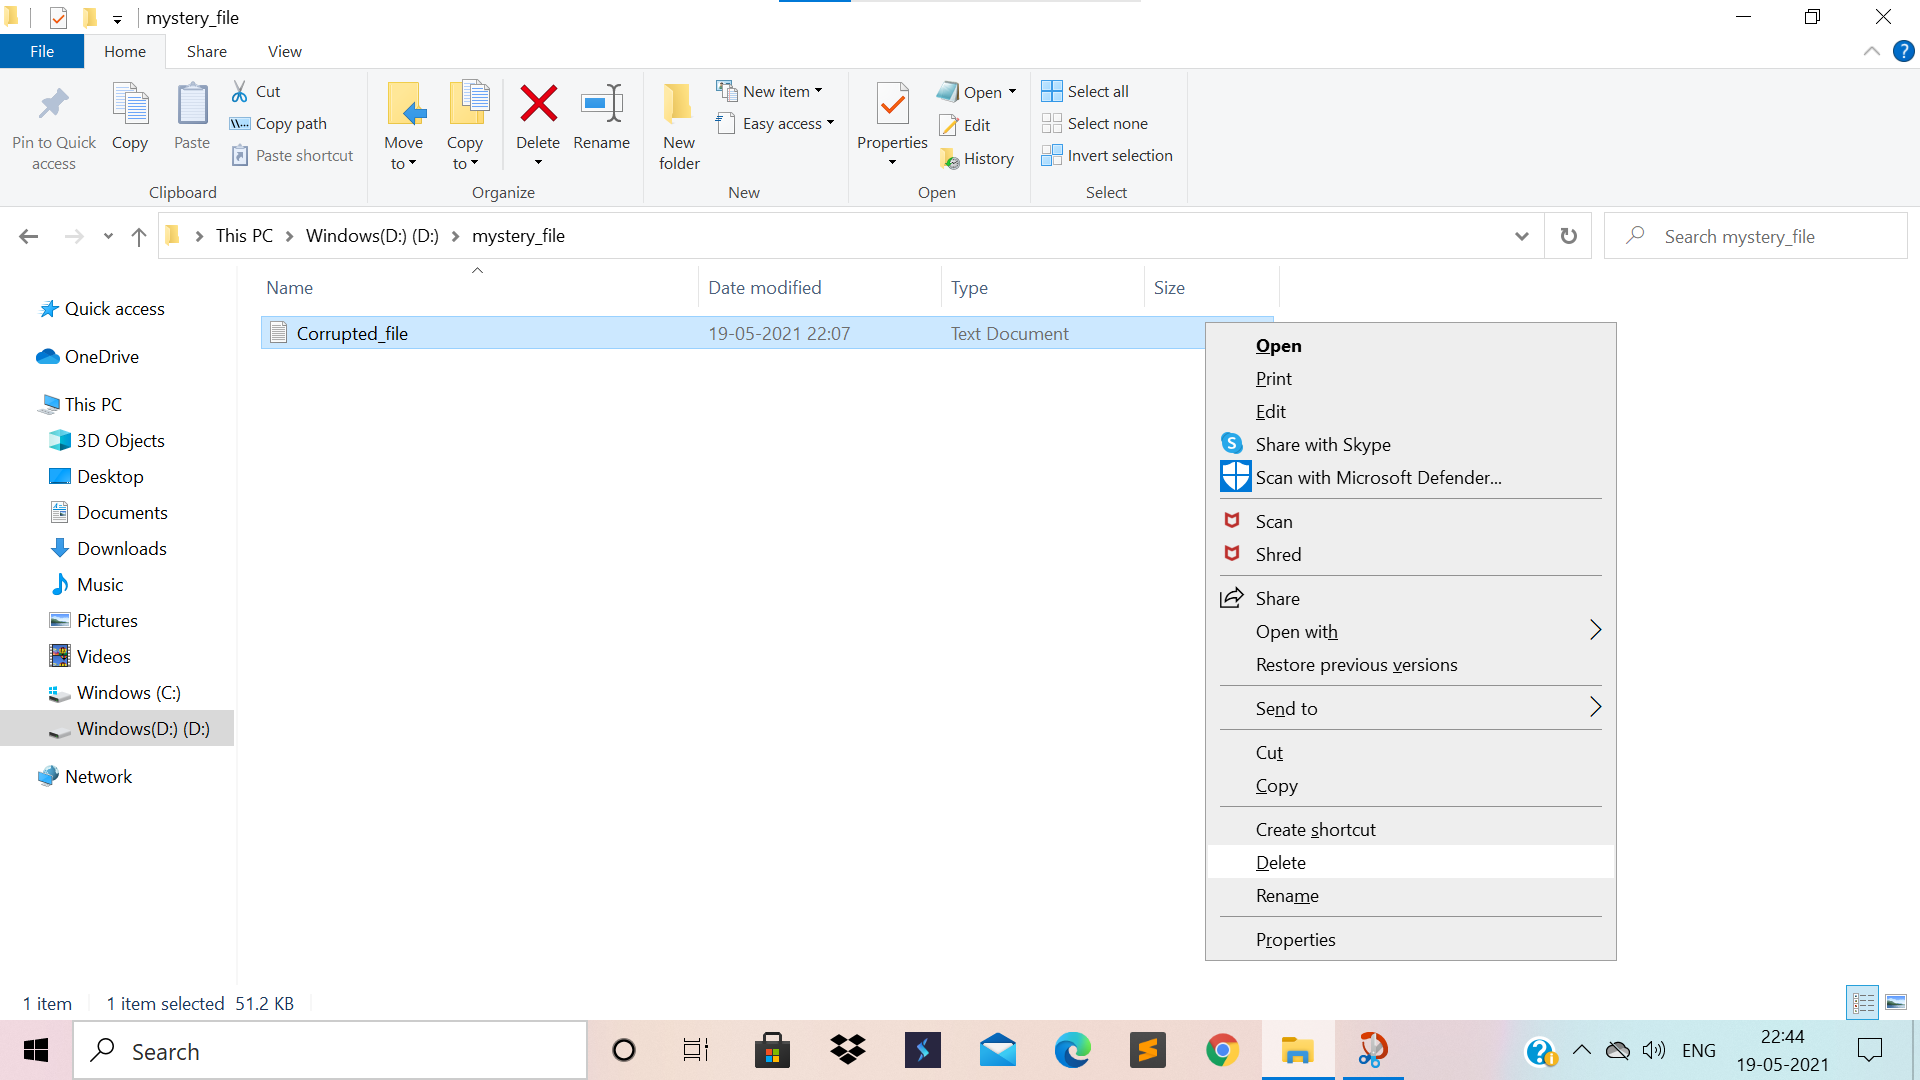 mystery_file
File Home Share View
Pin to Quick access
Copy
Paste
Cut
Copy path
Paste shortcut
Clipboard
Move to
Copy to
Delete
Rename
Organize
New folder
New item
Easy access
New
Properties
Open
Edit
History
Open
Select all
Select none
Invert selection
Select
This PC Windows(D:) (D:) mystery_file
Search mystery_file
Name Date modified Type Size
Corrupted_file 19-05-2021 22:07 Text Document
Quick access
OneDrive
This PC
3D Objects
Desktop
Documents
Downloads
Music
Pictures
Videos
Windows (C:)
Windows(D:) (D:)
Network
Open
Print
Edit
Share with Skype
Scan with Microsoft Defender...
Scan
Shred
Share
Open with
Restore previous versions
Send to
Cut
Copy
Create shortcut
Delete
Rename
Properties
1 item 1 item selected 51.2 KB
Search
ENG
22:44
19-05-2021